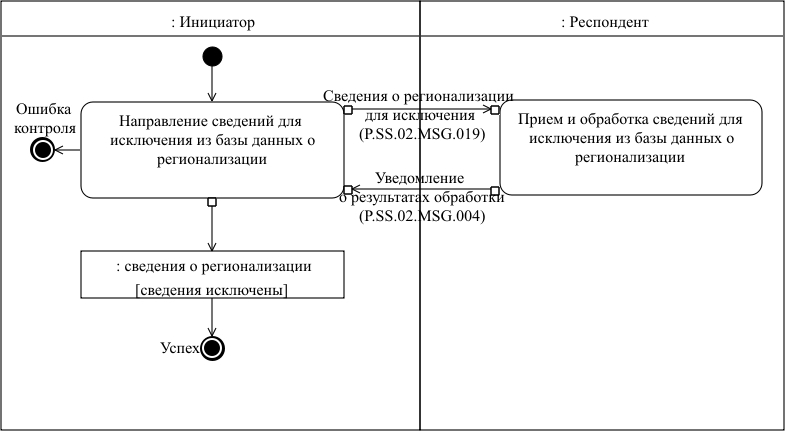 : Инициатор
: Респондент
Ошибка
контроля
Направление сведений для
исключения из базы данных о
регионализации
Сведения о регионализации
для исключения
(P.SS.02.MSG.019)
Прием и обработка сведений для
исключения из базы данных о
регионализации
Уведомление
о результатах обработки
(P.SS.02.MSG.004)
: сведения о регионализации
[сведения исключены]
Успех